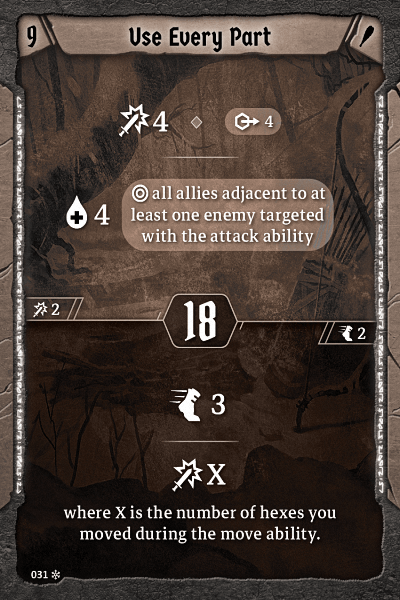 9 Use Every Part
4 4
4
all allies adjacent to at
least one enemy targeted
with the attack ability
2 18 2
3
X
where X is the number of hexes you
moved during the move ability.
031